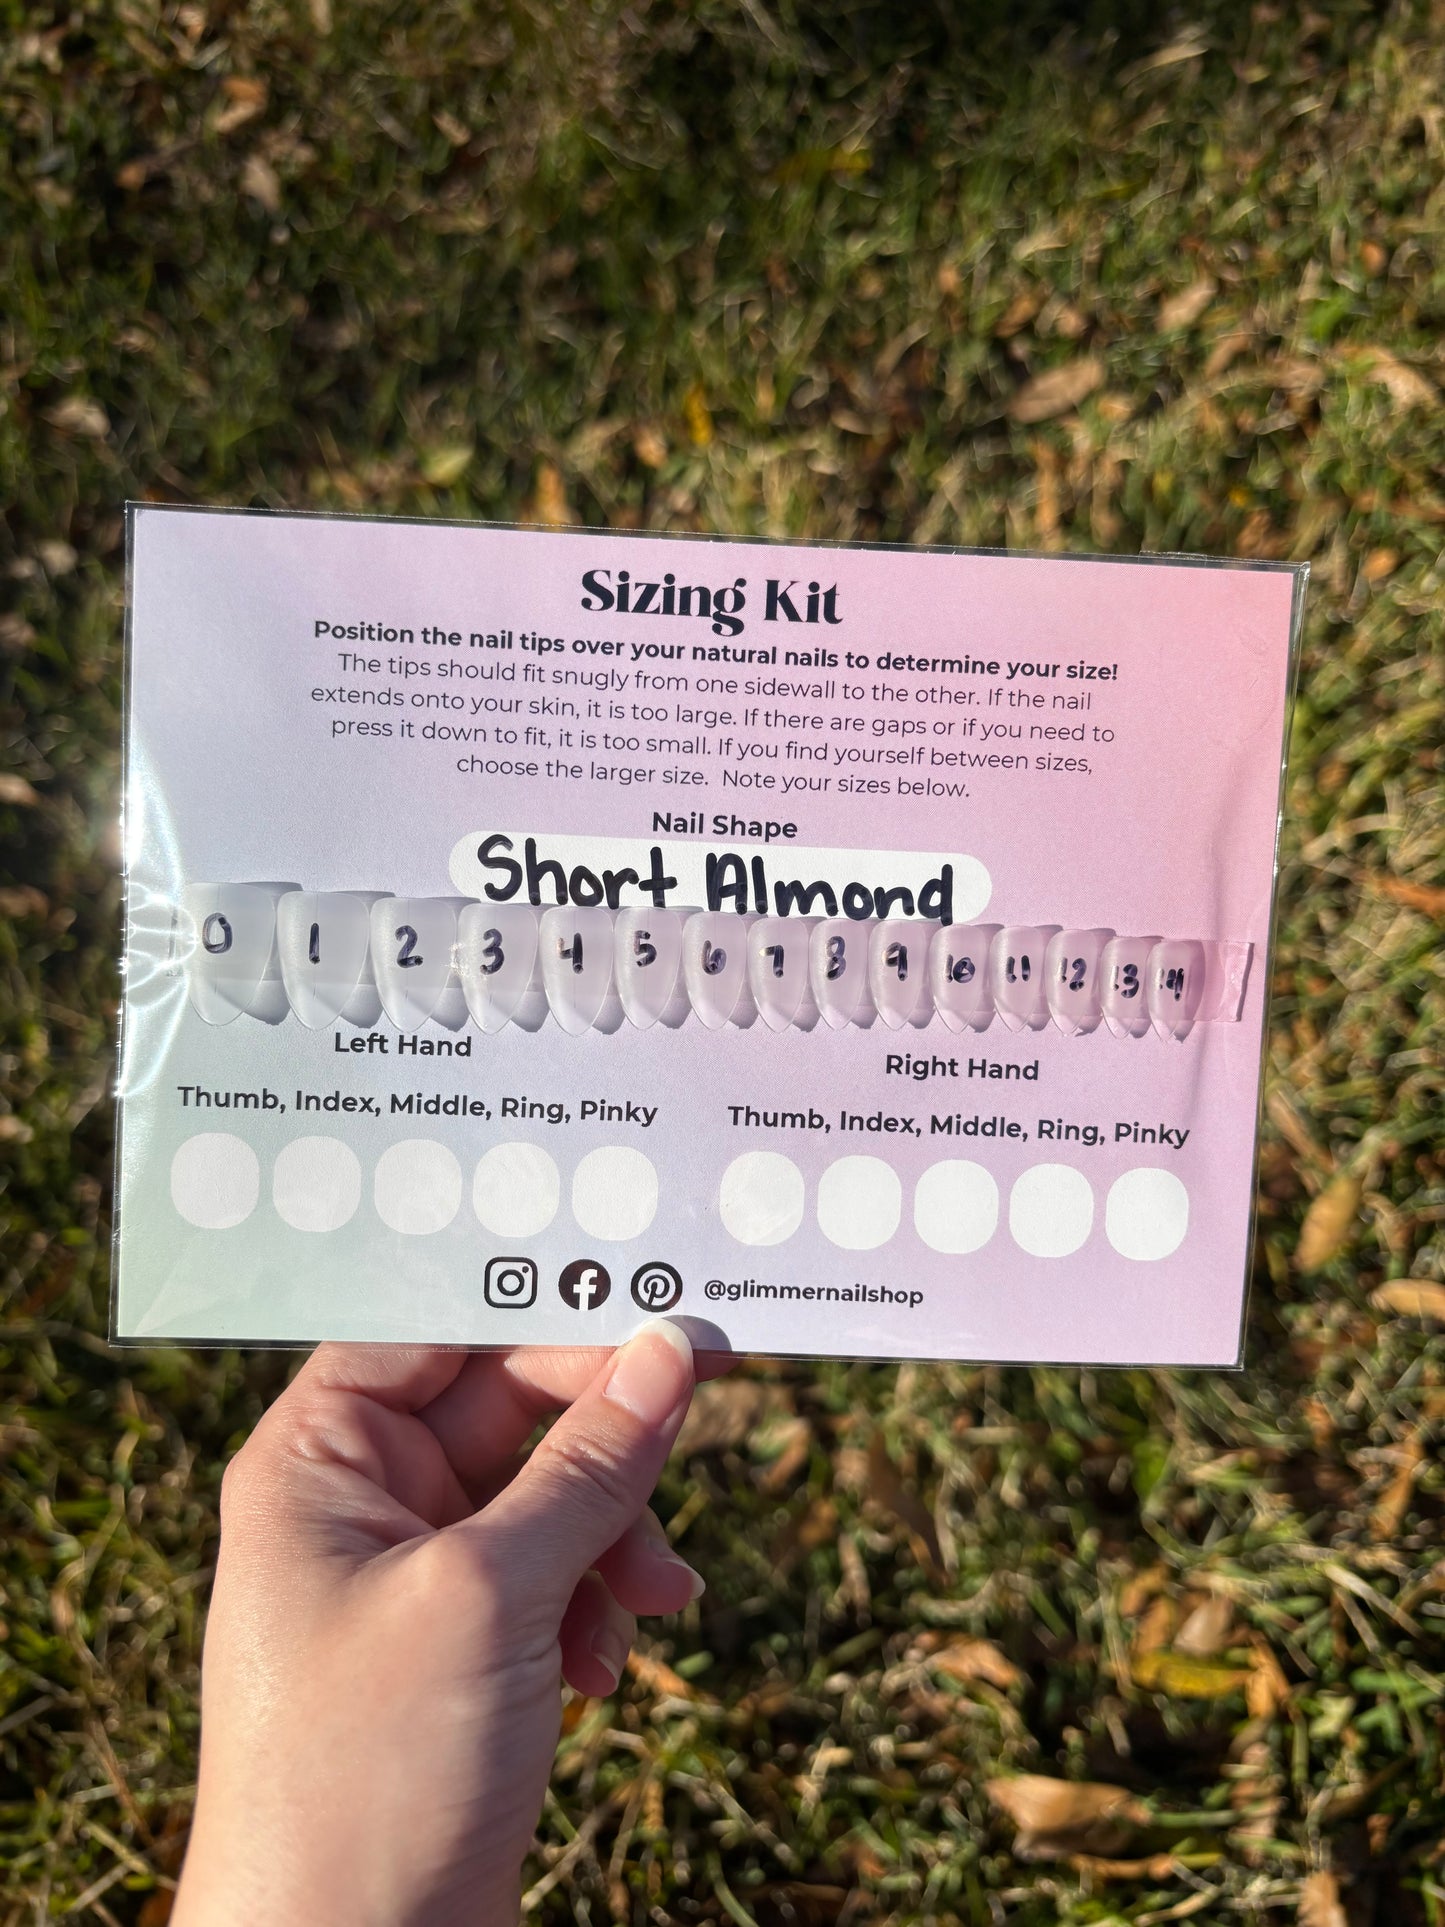 Sizing Kit
Position the nail tips over your natural nails to determine your size!
The tips should fit snugly from one sidewall to the other. If the nail
extends onto your skin, it is too large. If there are gaps or if you need to
press it down to fit, it is too small. If you find yourself between sizes,
choose the larger size. Note your sizes below.
Nail Shape
Short Almond
0 1 2 3 4 5 6 7 8 9 10 11 12 13 14
Left Hand
Thumb, Index, Middle, Ring, Pinky
Right Hand
Thumb, Index, Middle, Ring, Pinky
@glimmernailshop